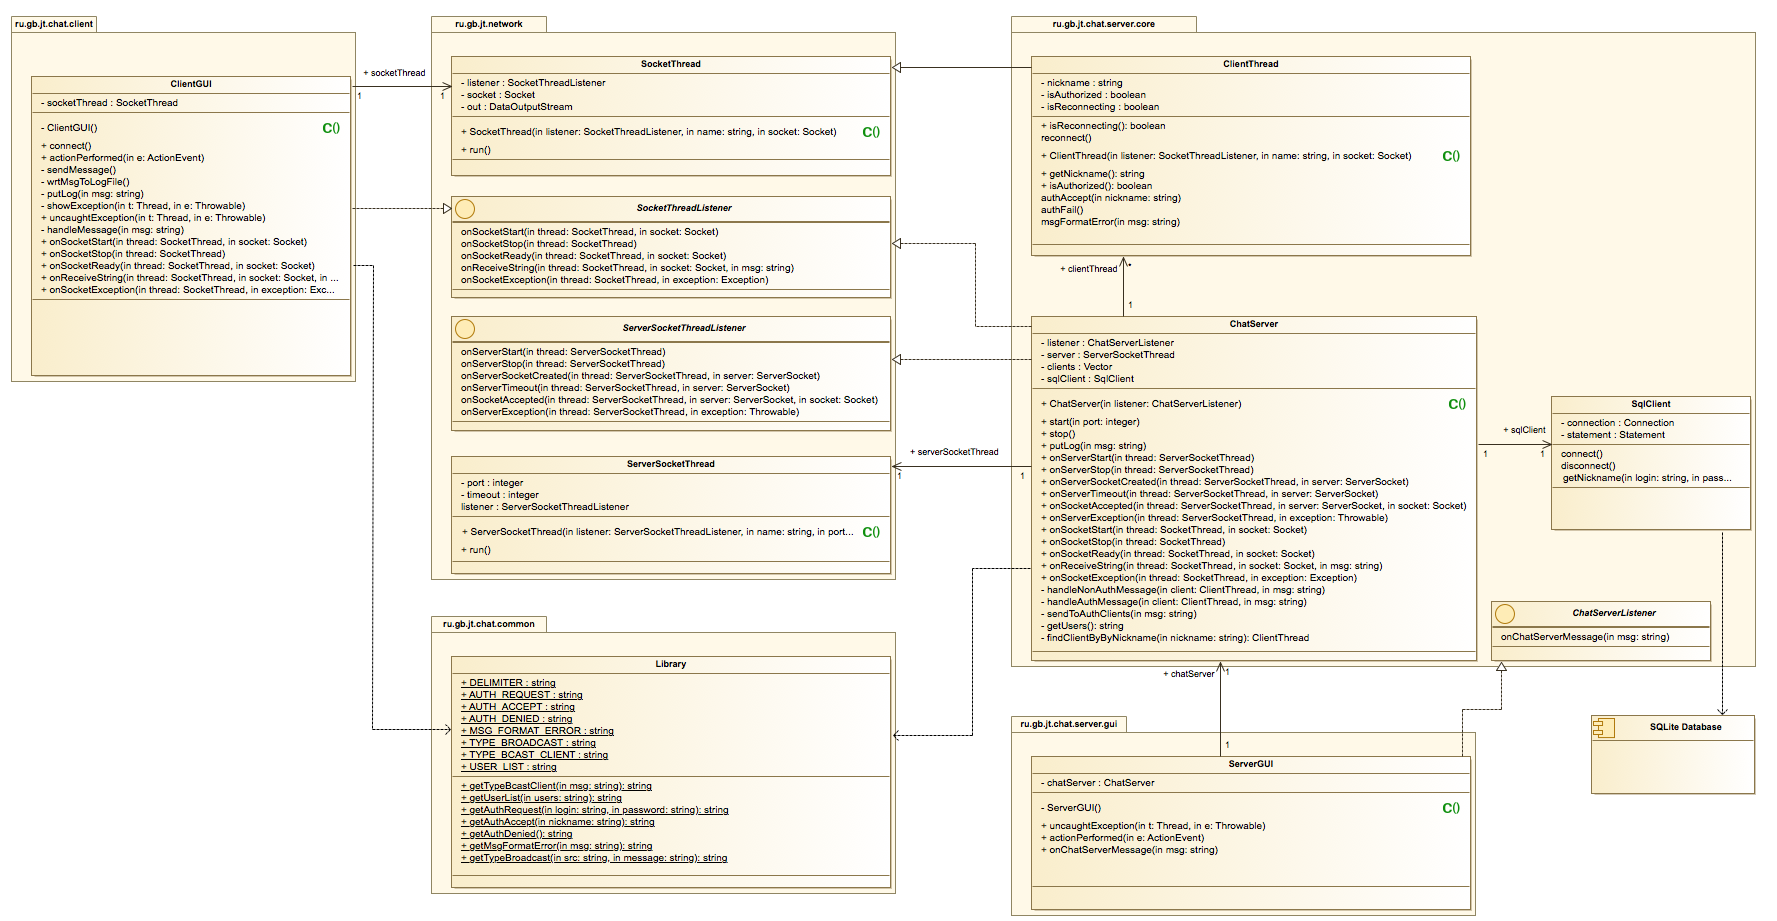 ru.gb.jt.chat.client
ClientGUI
- socketThread : SocketThread
- ClientGUI()
C()
+ connect()
+ actionPerformed(in e: ActionEvent)
- sendMessage()
- wrtMsgToLogFile()
- putLog(in msg: string)
- showException(in t: Thread, in e: Throwable)
+ uncaughtException(in t: Thread, in e: Throwable)
- handleMessage(in msg: string)
+ onSocketStart(in thread: SocketThread, in socket: Socket)
+ onSocketStop(in thread: SocketThread)
+ onSocketReady(in thread: SocketThread, in socket: Socket)
+ onReceiveString(in thread: SocketThread, in socket: Socket, in ...
+ onSocketException(in thread: SocketThread, in exception: Exc...
+ socketThread
1
1
ru.gb.jt.network
SocketThread
- listener : SocketThreadListener
- socket : Socket
- out : DataOutputStream
+ SocketThread(in listener: SocketThreadListener, in name: string, in socket: Socket)
C()
+ run()
SocketThreadListener
onSocketStart(in thread: SocketThread, in socket: Socket)
onSocketStop(in thread: SocketThread)
onSocketReady(in thread: SocketThread, in socket: Socket)
onReceiveString(in thread: SocketThread, in socket: Socket, in msg: string)
onSocketException(in thread: SocketThread, in exception: Exception)
ServerSocketThreadListener
onServerStart(in thread: ServerSocketThread)
onServerStop(in thread: ServerSocketThread)
onServerSocketCreated(in thread: ServerSocketThread, in server: ServerSocket)
onServerTimeout(in thread: ServerSocketThread, in server: ServerSocket)
onSocketAccepted(in thread: ServerSocketThread, in server: ServerSocket, in socket: Socket)
onServerException(in thread: ServerSocketThread, in exception: Throwable)
ServerSocketThread
- port : integer
- timeout : integer
listener : ServerSocketThreadListener
+ ServerSocketThread(in listener: ServerSocketThreadListener, in name: string, in port...
C()
+ run()
+ serverSocketThread
1
1
ru.gb.jt.chat.common
Library
+ DELIMITER : string
+ AUTH_REQUEST : string
+ AUTH_ACCEPT : string
+ AUTH_DENIED : string
+ MSG_FORMAT_ERROR : string
+ TYPE_BROADCAST : string
+ TYPE_BCAST_CLIENT : string
+ USER_LIST : string
+ getTypeBcastClient(in msg: string): string
+ getUserList(in users: string): string
+ getAuthRequest(in login: string, in password: string): string
+ getAuthAccept(in nickname: string): string
+ getAuthDenied(): string
+ getMsgFormatError(in msg: string): string
+ getTypeBroadcast(in src: string, in message: string): string
ru.gb.jt.chat.server.core
ClientThread
- nickname : string
- isAuthorized : boolean
- isReconnecting : boolean
+ isReconnecting(): boolean
reconnect()
+ ClientThread(in listener: SocketThreadListener, in name: string, in socket: Socket)
C()
+ getNickname(): string
+ isAuthorized(): boolean
authAccept(in nickname: string)
authFail()
msgFormatError(in msg: string)
+ clientThread
*
1
ChatServer
- listener : ChatServerListener
- server : ServerSocketThread
- clients : Vector
- sqlClient : SqlClient
+ ChatServer(in listener: ChatServerListener)
C()
+ start(in port: integer)
+ stop()
+ putLog(in msg: string)
+ onServerStart(in thread: ServerSocketThread)
+ onServerStop(in thread: ServerSocketThread)
+ onServerSocketCreated(in thread: ServerSocketThread, in server: ServerSocket)
+ onServerTimeout(in thread: ServerSocketThread, in server: ServerSocket)
+ onSocketAccepted(in thread: ServerSocketThread, in server: ServerSocket, in socket: Socket)
+ onServerException(in thread: ServerSocketThread, in exception: Throwable)
+ onSocketStart(in thread: SocketThread, in socket: Socket)
+ onSocketStop(in thread: SocketThread)
+ onSocketReady(in thread: SocketThread, in socket: Socket)
+ onReceiveString(in thread: SocketThread, in socket: Socket, in msg: string)
+ onSocketException(in thread: SocketThread, in exception: Exception)
- handleNonAuthMessage(in client: ClientThread, in msg: string)
- handleAuthMessage(in client: ClientThread, in msg: string)
- sendToAuthClients(in msg: string)
- getUsers(): string
- findClientByByNickname(in nickname: string): ClientThread
+ sqlClient
1
1
SqlClient
- connection : Connection
- statement : Statement
connect()
disconnect()
getNickname(in login: string, in pass...
ChatServerListener
onChatServerMessage(in msg: string)
+ chatServer
1
1
SQLite Database
ru.gb.jt.chat.server.gui
ServerGUI
- chatServer : ChatServer
- ServerGUI()
C()
+ uncaughtException(in t: Thread, in e: Throwable)
+ actionPerformed(in e: ActionEvent)
+ onChatServerMessage(in msg: string)